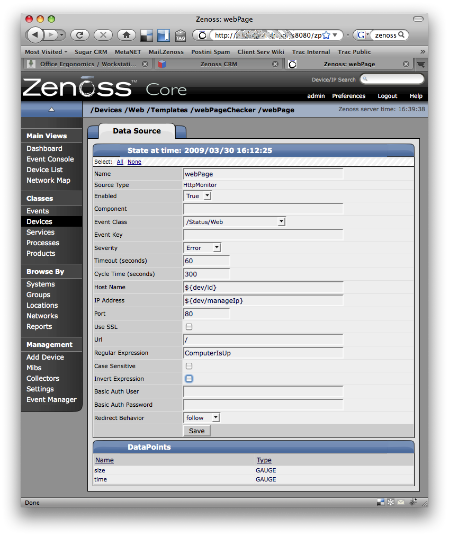 Zenoss: webPage
http:// :8080/zp
zenoss
Most Visited Sugar CRM MetaNET Mail.Zenoss Postini Spam Client Serv Wiki Trac Internal Trac Public »
Office Ergonomics / Workstati... Zenoss CRM Zenoss: webPage
Zenoss Core
Device/IP Search
admin Preferences Logout Help
/Devices /Web /Templates /webPageChecker /webPage Zenoss server time: 16:39:38
Main Views
Dashboard
Event Console
Device List
Network Map
Classes
Events
Devices
Services
Processes
Products
Browse By
Systems
Groups
Locations
Networks
Reports
Management
Add Device
Mibs
Collectors
Settings
Event Manager
Data Source
State at time: 2009/03/30 16:12:25
Select: All None
Name webPage
Source Type HttpMonitor
Enabled True
Component
Event Class /Status/Web
Event Key
Severity Error
Timeout (seconds) 60
Cycle Time (seconds) 300
Host Name ${dev/id}
IP Address ${dev/manageIp}
Port 80
Use SSL
Url /
Regular Expression ComputerIsUp
Case Sensitive
Invert Expression
Basic Auth User
Basic Auth Password
Redirect Behavior follow
Save
DataPoints
Name Type
size GAUGE
time GAUGE
Done